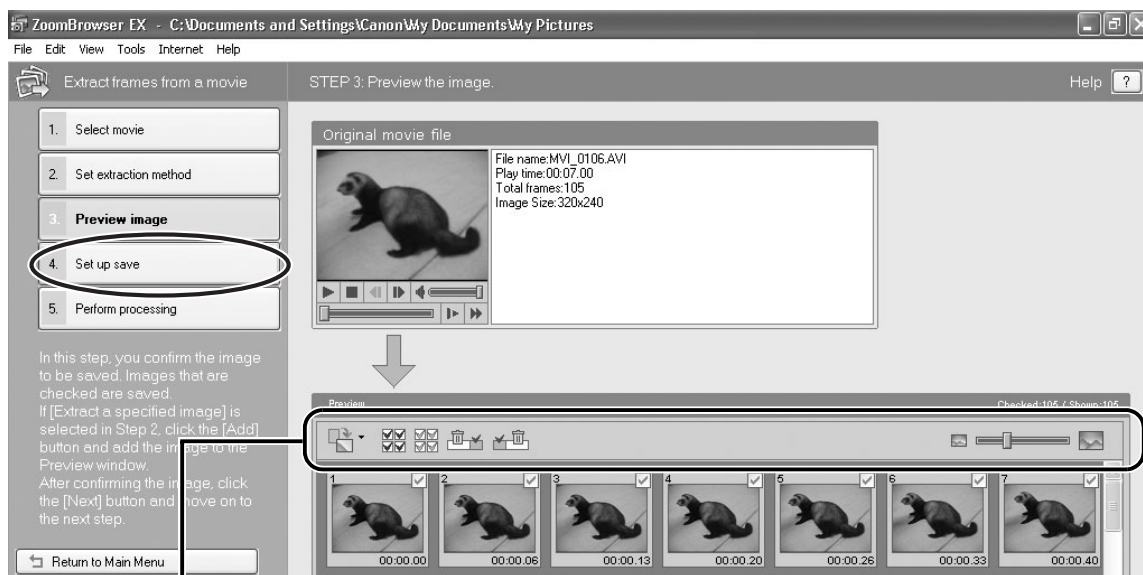 ZoomBrowser EX - C:\Documents and Settings\Canon\My Documents\My Pictures
File Edit View Tools Internet Help
Extract frames from a movie
STEP 3: Preview the image.
Help ?
1. Select movie
2. Set extraction method
3. Preview image
4. Set up save
5. Perform processing
In this step, you confirm the image
to be saved. Images that are
checked are saved.
If [Extract a specified image] is
selected in Step 2, click the [Add]
button and add the image to the
Preview window.
After confirming the image, click
the [Next] button and move on to
the next step.
Return to Main Menu
Original movie file
File name:MVI_0106.AVI
Play time:00:07.00
Total frames:105
Image Size:320x240
Preview
Checked:105 / Shown:105
1 2 3 4 5 6 7
00:00.00 00:00.06 00:00.13 00:00.20 00:00.26 00:00.33 00:00.40